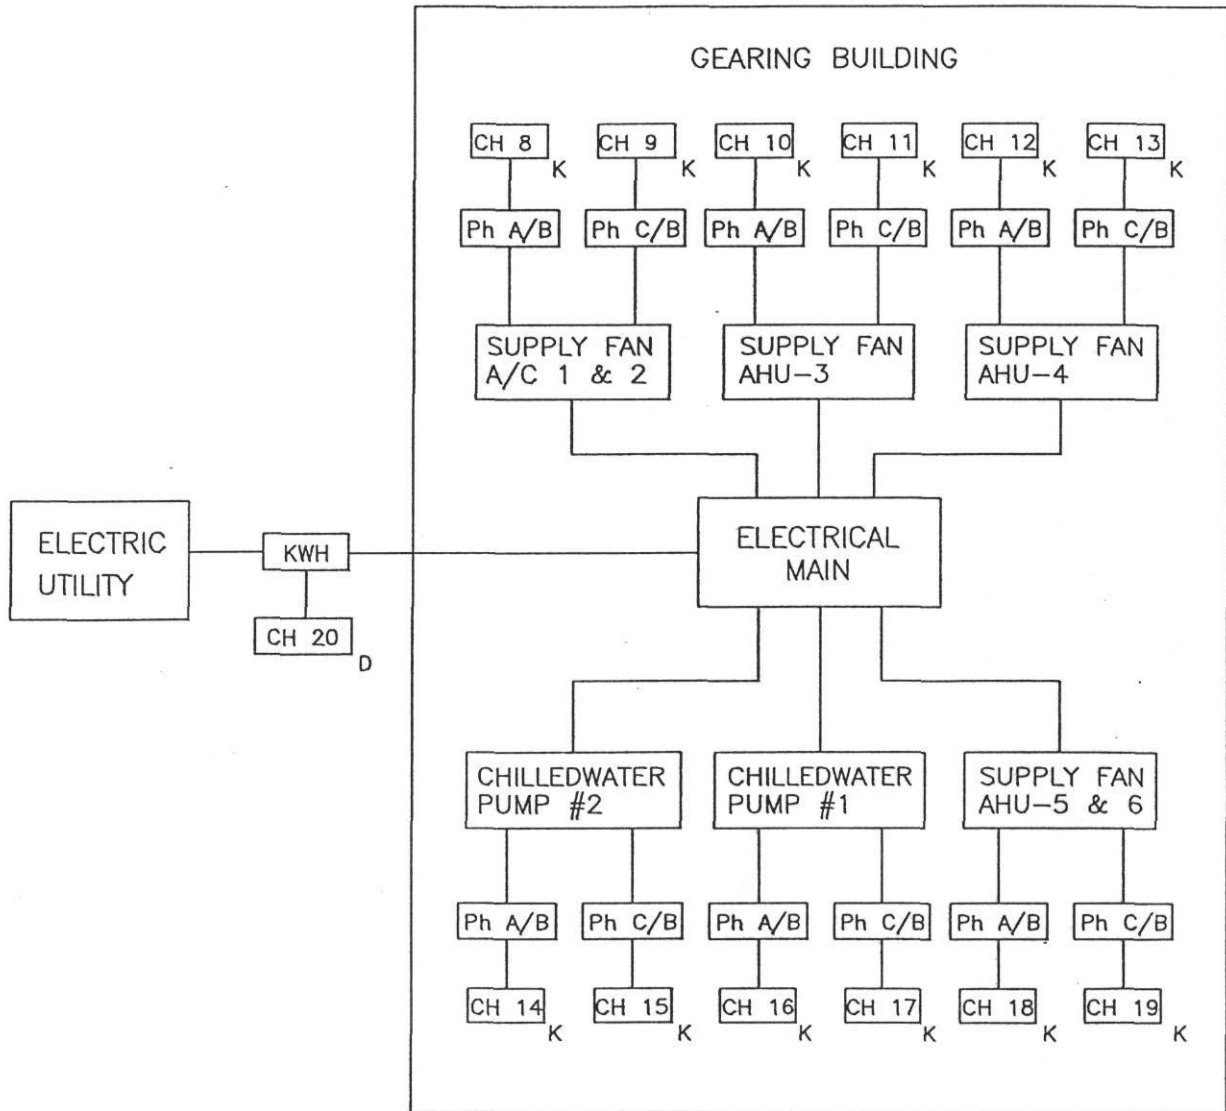 GEARING BUILDING
CH 8 CH 9 CH 10 CH 11 CH 12 CH 13
K K K K K K
Ph A/B Ph C/B Ph A/B Ph C/B Ph A/B Ph C/B
SUPPLY FAN
A/C 1 & 2
SUPPLY FAN
AHU-3
SUPPLY FAN
AHU-4
ELECTRIC
UTILITY
KWH
CH 20
D
ELECTRICAL
MAIN
CHILLEDWATER
PUMP #2
CHILLEDWATER
PUMP #1
SUPPLY FAN
AHU-5 & 6
Ph A/B Ph C/B Ph A/B Ph C/B Ph A/B Ph C/B
CH 14 CH 15 CH 16 CH 17 CH 18 CH 19
K K K K K K